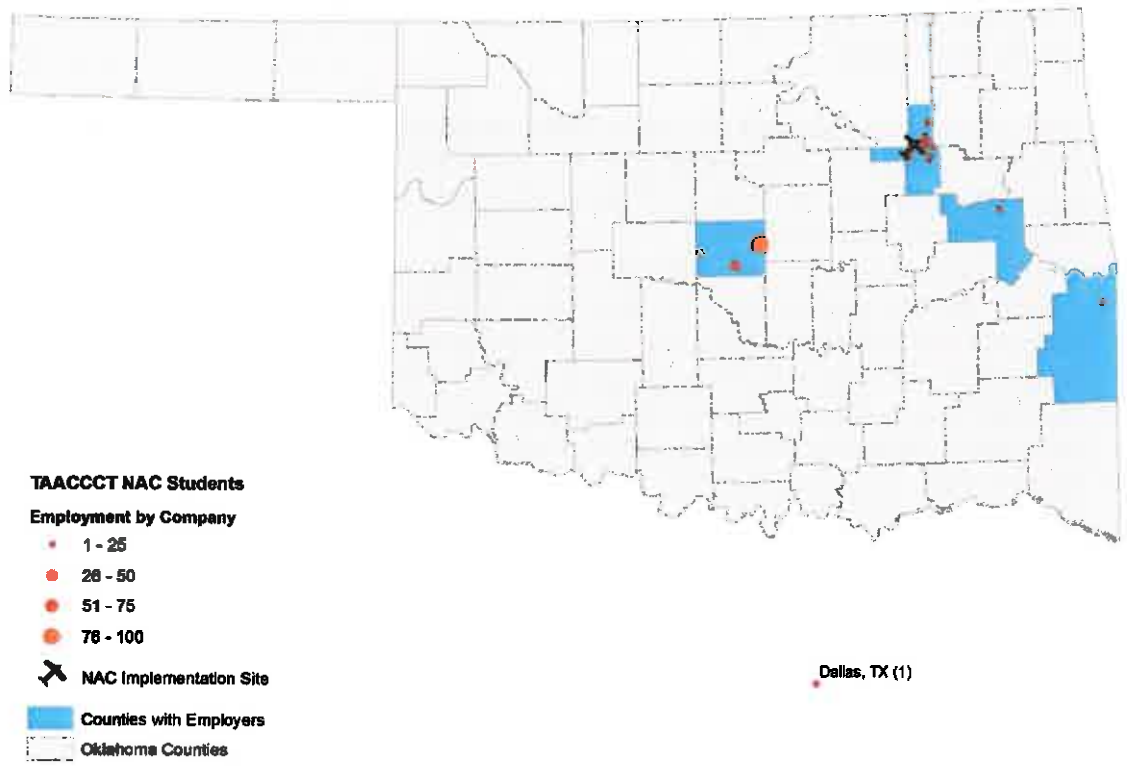 TAACCCT NAC Students
Employment by Company
1 - 25
26 - 50
51 - 75
76 - 100
NAC Implementation Site
Counties with Employers
Oklahoma Counties
Dallas, TX (1)